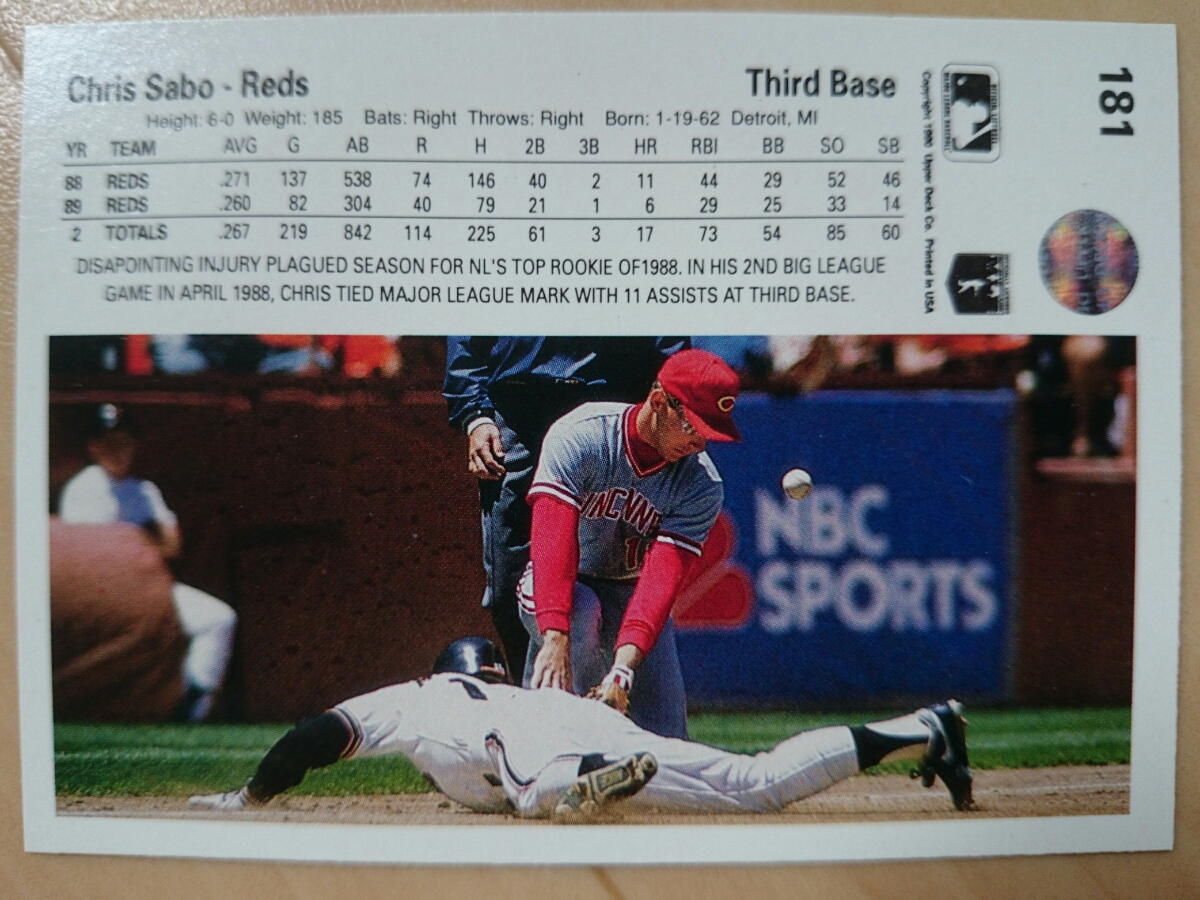 Chris Sabo - Reds Third Base
Height: 6-0 Weight: 185 Bats: Right Throws: Right Born: 1-19-62 Detroit, MI
YR TEAM AVG G AB R H 2B 3B HR RBI BB SO SB
88 REDS .271 137 538 74 146 40 2 11 44 29 52 46
89 REDS .260 82 304 40 79 21 1 6 29 25 33 14
2 TOTALS .267 219 842 114 225 61 3 17 73 54 85 60
DISAPOINTING INJURY PLAGUED SEASON FOR NL'S TOP ROOKIE OF1988. IN HIS 2ND BIG LEAGUE
GAME IN APRIL 1988, CHRIS TIED MAJOR LEAGUE MARK WITH 11 ASSISTS AT THIRD BASE.
Copyright 1990 Upper Deck Co. Printed in USA
181
NBC
SPORTS